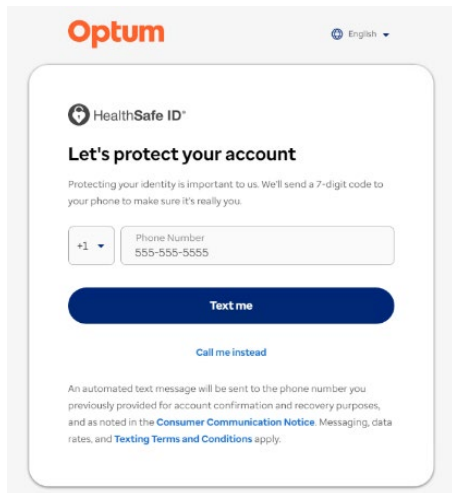 Optum
English
HealthSafe ID®
Let's protect your account
Protecting your identity is important to us. We'll send a 7-digit code to
your phone to make sure it's really you.
+1
Phone Number
555-555-5555
Text me
Call me instead
An automated text message will be sent to the phone number you
previously provided for account confirmation and recovery purposes,
and as noted in the Consumer Communication Notice. Messaging, data
rates, and Texting Terms and Conditions apply.